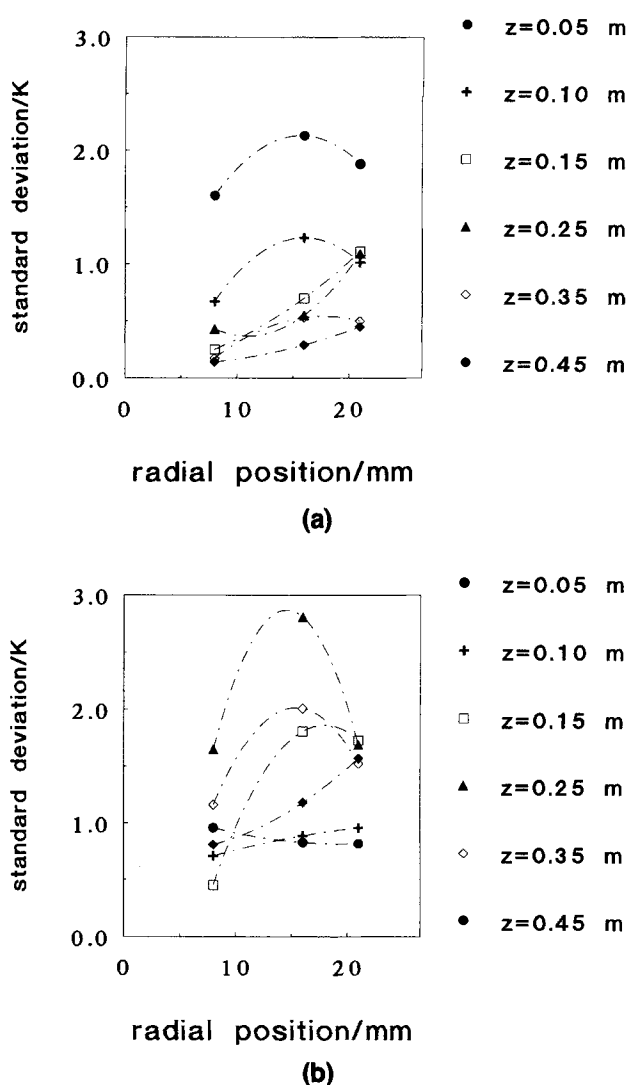 3.0
2.0
1.0
0.0
0
10
20
standard deviation/K
radial position/mm
z=0.05 m
z=0.10 m
z=0.15 m
z=0.25 m
z=0.35 m
z=0.45 m
(a)
3.0
2.0
1.0
0.0
0
10
20
standard deviation/K
radial position/mm
z=0.05 m
z=0.10 m
z=0.15 m
z=0.25 m
z=0.35 m
z=0.45 m
(b)